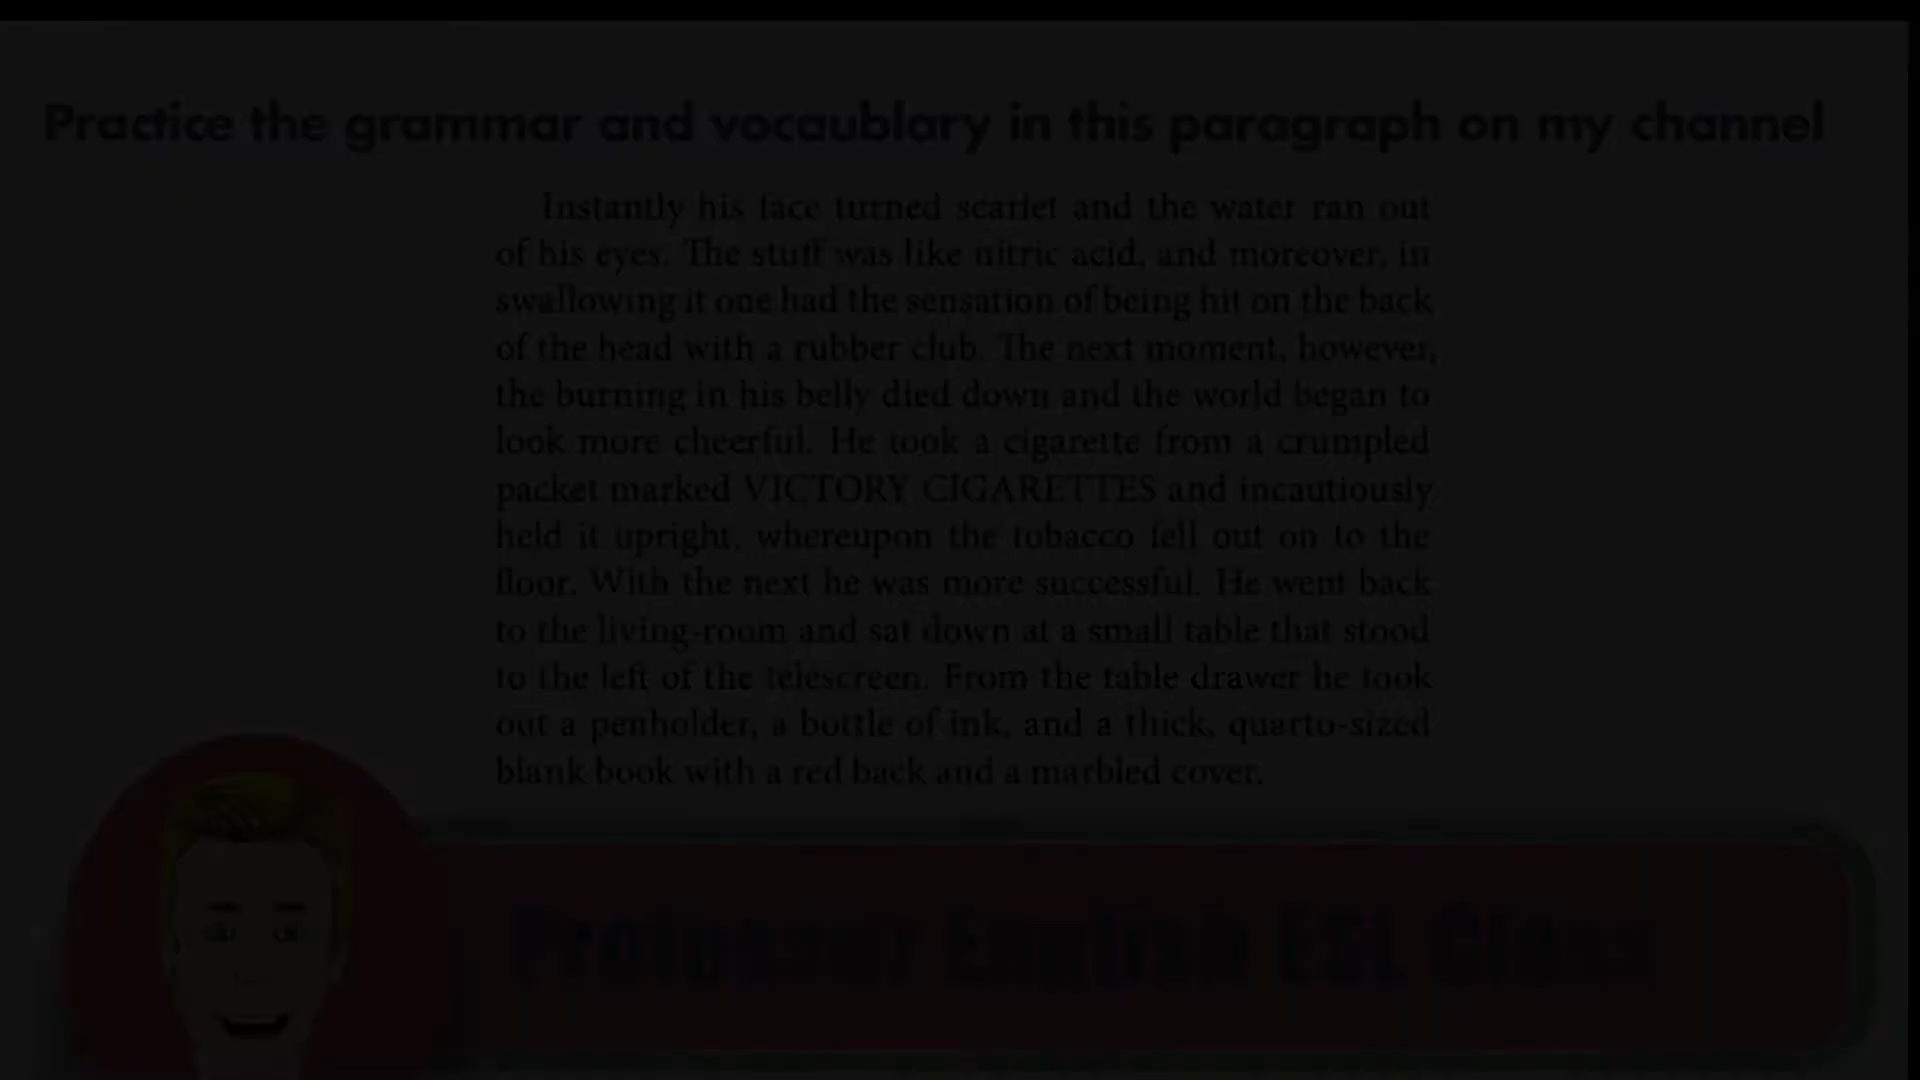 Practice the grammar and vocaublary in this paragraph on my channel
Instantly his face turned scarlet and the water ran out
of his eyes. The stuff was like nitric acid, and moreover, in
swallowing it one had the sensation of being hit on the back
of the head with a rubber club. The next moment, however,
the burning in his belly died down and the world began to
look more cheerful. He took a cigarette from a crumpled
packet marked VICTORY CIGARETTES and incautiously
held it upright, whereupon the tobacco fell out on to the
floor. With the next he was more successful. He went back
to the living-room and sat down at a small table that stood
to the left of the telescreen. From the table drawer he took
out a penholder, a bottle of ink, and a thick, quarto-sized
blank book with a red back and a marbled cover.
Professor English ESL Class